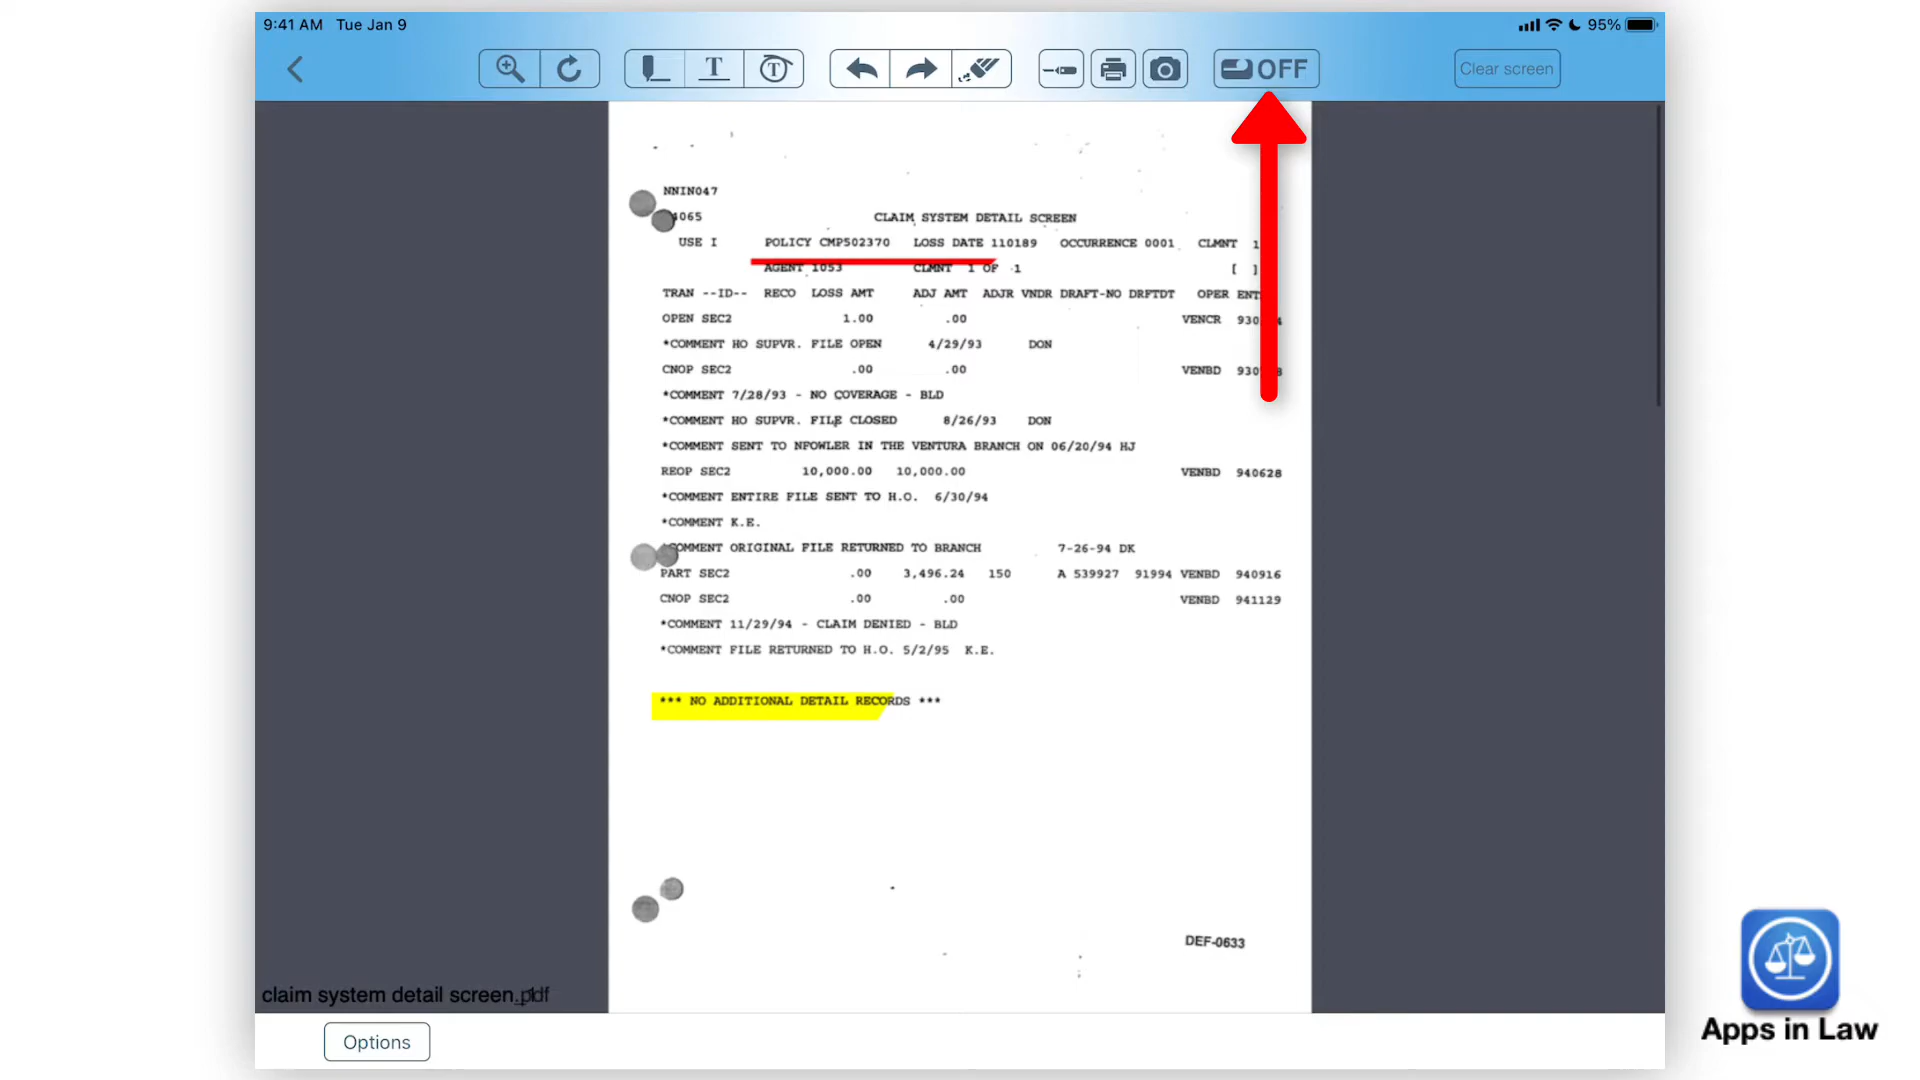 9:41 AM Tue Jan 9 95%
T T OFF Clear screen
NNIN047
4065 CLAIM SYSTEM DETAIL SCREEN
USE I POLICY CMP502370 LOSS DATE 110189 OCCURRENCE 0001 CLMNT 1
AGENT 1053 CLMNT 1 OF 1 [ ]
TRAN --ID-- RECO LOSS AMT ADJ AMT ADJR VNDR DRAFT-NO DRFTDT OPER ENT
OPEN SEC2 1.00 .00 VENCR
*COMMENT HO SUPVR. FILE OPEN 4/29/93 DON
CNOP SEC2 .00 .00 VENBD
*COMMENT 7/28/93 - NO COVERAGE - BLD
*COMMENT HO SUPVR. FILE CLOSED 8/26/93 DON
*COMMENT SENT TO NFOWLER IN THE VENTURA BRANCH ON 06/20/94 HJ
REOP SEC2 10,000.00 10,000.00 VENBD 940628
*COMMENT ENTIRE FILE SENT TO H.O. 6/30/94
*COMMENT K.E.
COMMENT ORIGINAL FILE RETURNED TO BRANCH 7-26-94 DK
PART SEC2 .00 3,496.24 150 A 539927 91994 VENBD 940916
CNOP SEC2 .00 .00 VENBD 941129
*COMMENT 11/29/94 - CLAIM DENIED - BLD
*COMMENT FILE RETURNED TO H.O. 5/2/95 K.E.
*** NO ADDITIONAL DETAIL RECORDS ***
DEF-0633
claim system detail screen.pdf
Options
Apps in Law